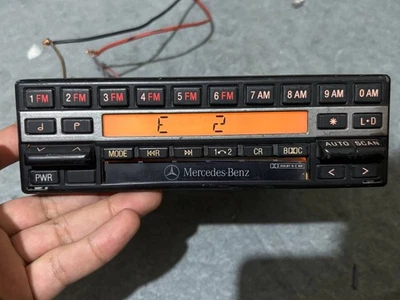 1 FM 2 FM 3 FM 4 FM 5 FM 6 FM 7 AM 8 AM 9 AM 0 AM
P E 2 * L·D
AUTO SCAN
MODE CR
PWR Mercedes-Benz < >